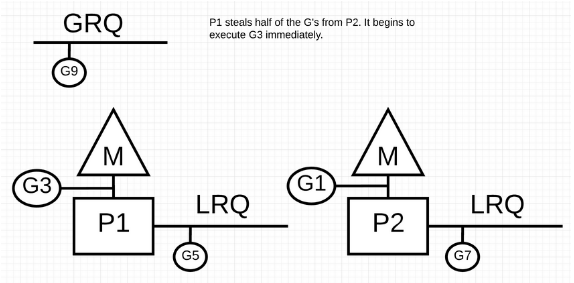 GRQ
P1 steals half of the G's from P2. It begins to
execute G3 immediately.
G9
M
M
G3
G1
LRQ
LRQ
P1
P2
G5
G7